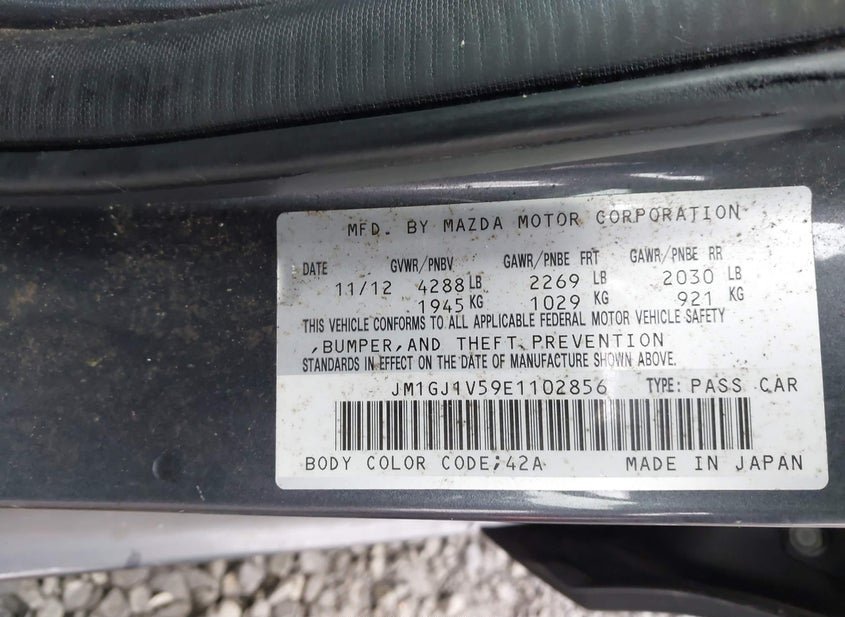 MFD. BY MAZDA MOTOR CORPORATION
DATE GVWR/PNBV GAWR/PNBE FRT GAWR/PNBE RR
11/12 4288 LB 2269 LB 2030 LB
1945 KG 1029 KG 921 KG
THIS VEHICLE CONFORMS TO ALL APPLICABLE FEDERAL MOTOR VEHICLE SAFETY
,BUMPER,AND THEFT PREVENTION
STANDARDS IN EFFECT ON THE DATE OF MANUFACTURE SHOWN ABOVE.
JM1GJ1V59E1102856 TYPE: PASS CAR
BODY COLOR CODE;42A MADE IN JAPAN